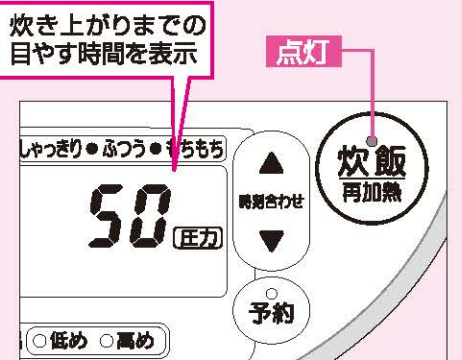 炊き上がりまでの
目やす時間を表示
点灯
しゃっきり●ふつう●もちもち
炊飯
再加熱
時刻合わせ
50
圧力
予約
低め 高め